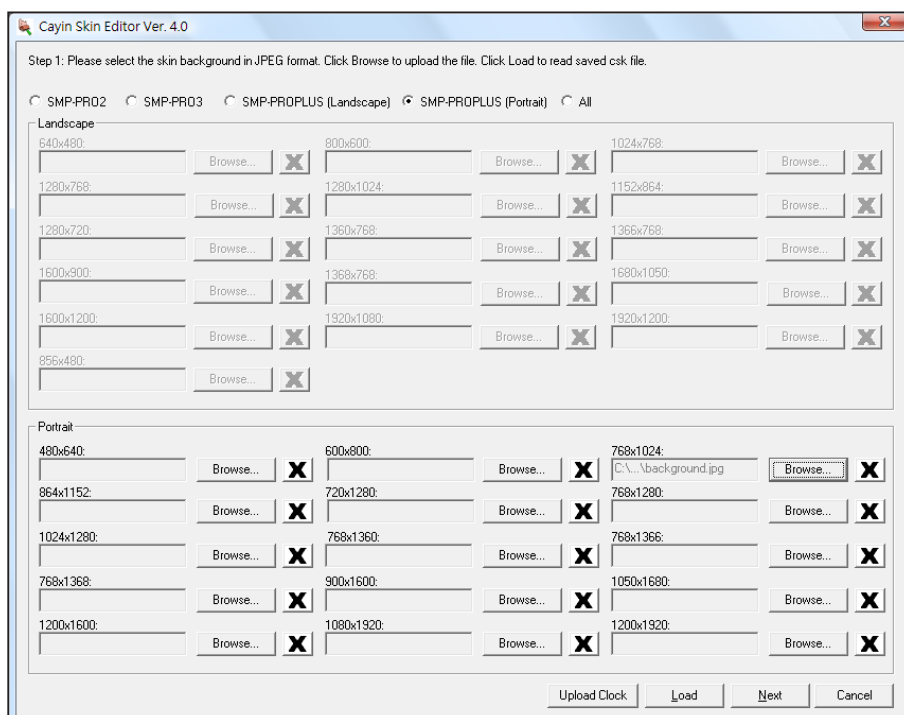 Cayin Skin Editor Ver. 4.0
Step 1: Please select the skin background in JPEG format. Click Browse to upload the file. Click Load to read saved csk file.
SMP-PRO2 SMP-PRO3 SMP-PROPLUS (Landscape) SMP-PROPLUS (Portrait) All
Landscape
640x480: 800x600: 1024x768:
Browse... X Browse... X Browse... X
1280x768: 1280x1024: 1152x864:
Browse... X Browse... X Browse... X
1280x720: 1360x768: 1366x768:
Browse... X Browse... X Browse... X
1600x900: 1368x768: 1680x1050:
Browse... X Browse... X Browse... X
1600x1200: 1920x1080: 1920x1200:
Browse... X Browse... X Browse... X
856x480:
Browse... X
Portrait
480x640: 600x800: 768x1024:
Browse... X Browse... X C:\...\background.jpg Browse... X
864x1152: 720x1280: 768x1280:
Browse... X Browse... X Browse... X
1024x1280: 768x1360: 768x1366:
Browse... X Browse... X Browse... X
768x1368: 900x1600: 1050x1680:
Browse... X Browse... X Browse... X
1200x1600: 1080x1920: 1200x1920:
Browse... X Browse... X Browse... X
Upload Clock Load Next Cancel